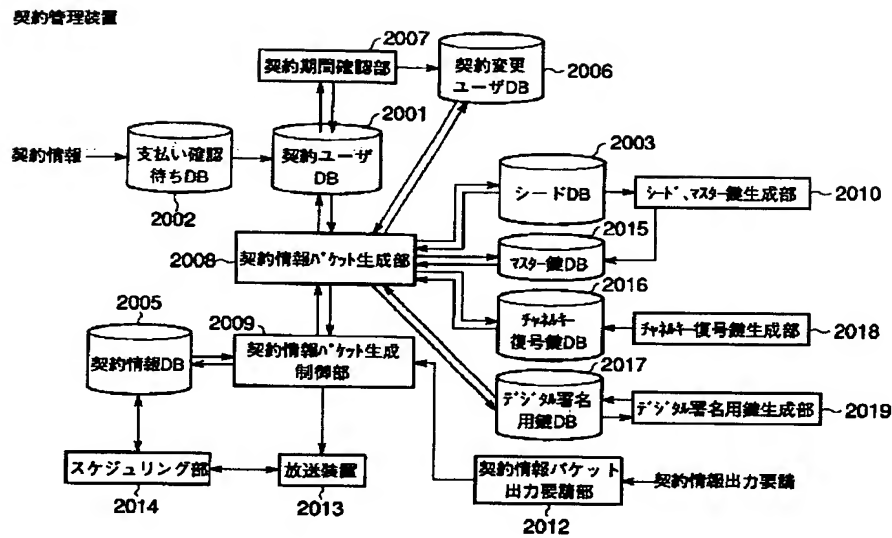 契約管理装置
2007
契約期間確認部
契約変更
ユーザDB
2006
2001
契約ユーザ
DB
契約情報
支払い確認
待ちDB
2002
2003
シードDB
シード、マスター鍵生成部
2010
2015
マスター鍵DB
2008
契約情報パケット生成部
2016
チャネルキー
復号鍵DB
チャネルキー復号鍵生成部
2018
2005
契約情報DB
2009
契約情報パケット生成
制御部
2017
デジタル署名
用鍵DB
デジタル署名用鍵生成部
2019
スケジュリング部
2014
放送装置
2013
契約情報パケット
出力要請部
2012
契約情報出力要請